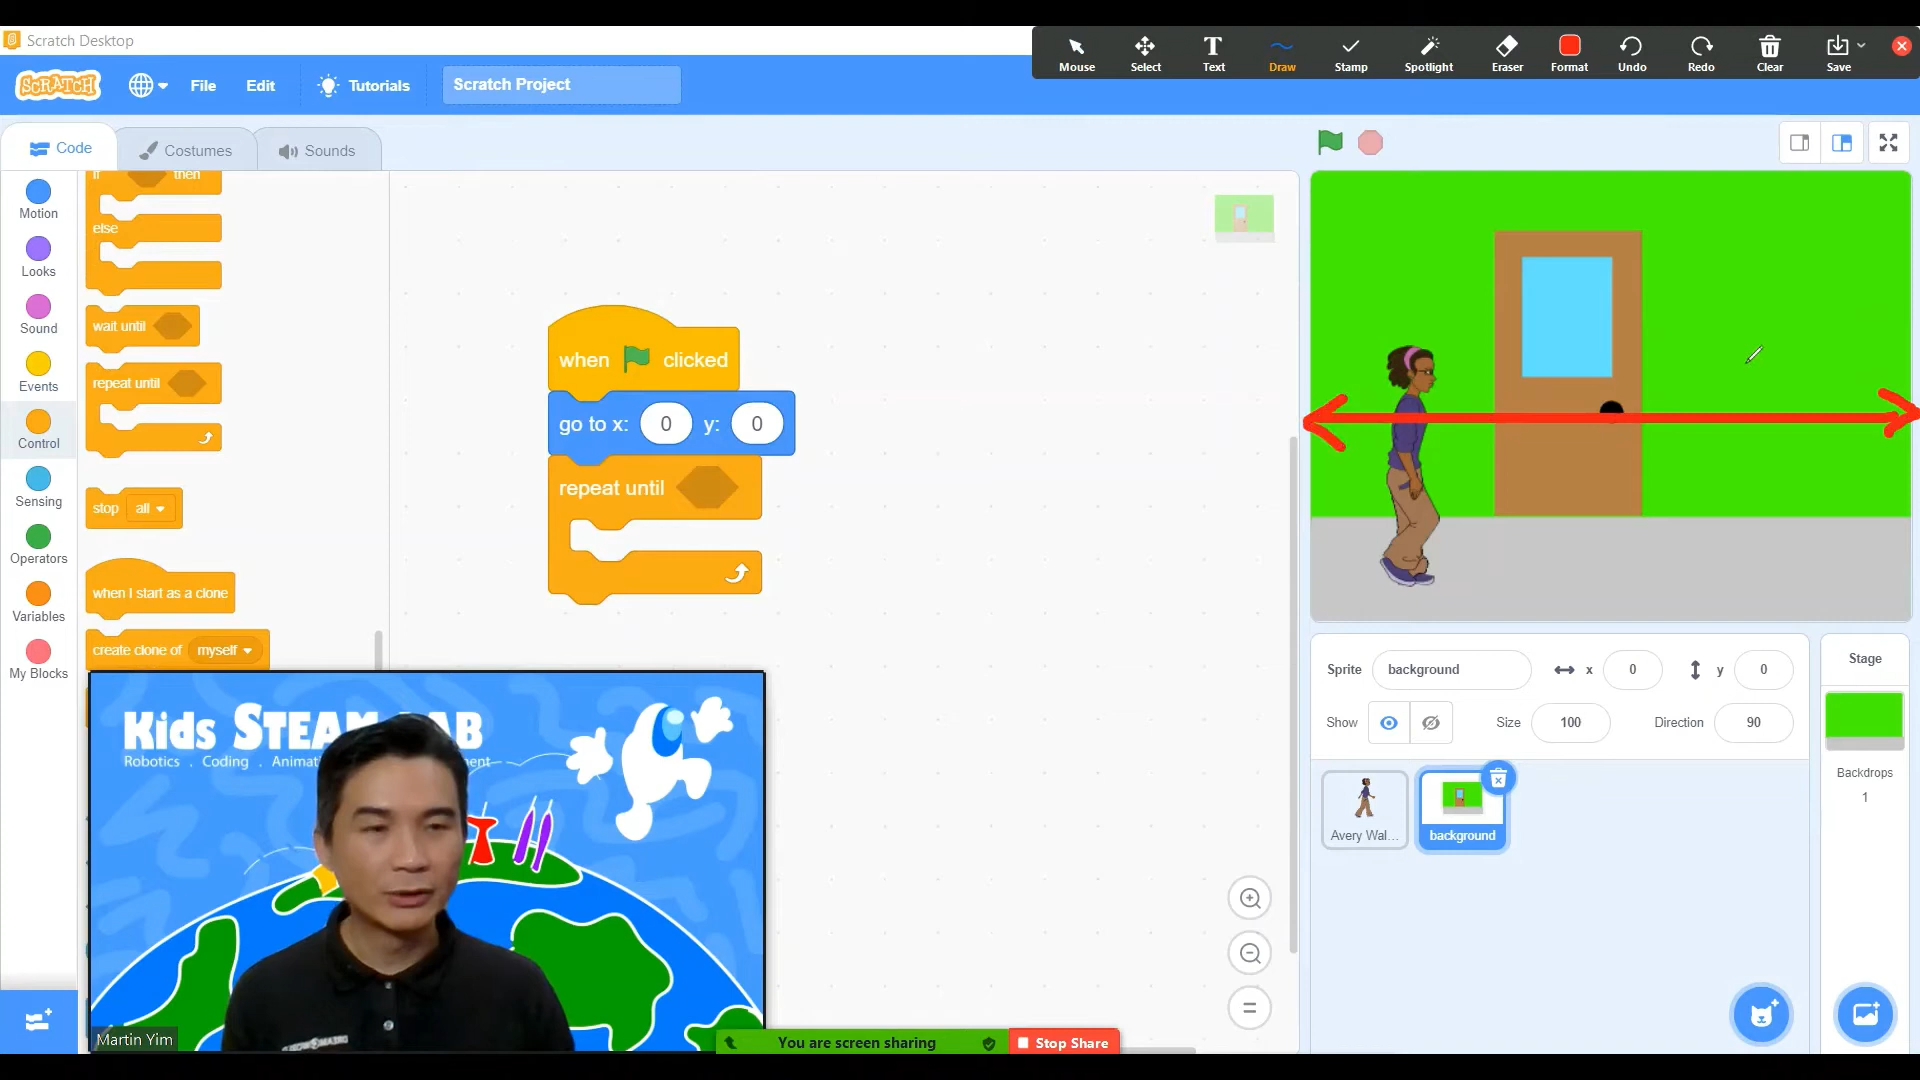 Scratch Desktop
Mouse Select Text Draw Stamp Spotlight Eraser Format Undo Redo Clear Save
SCRATCH File Edit Tutorials Scratch Project
Code Costumes Sounds
Motion
Looks
Sound
Events
Control
Sensing
Operators
Variables
My Blocks
if then
else
wait until
repeat until
stop all
when I start as a clone
create clone of myself
when clicked
go to x: 0 y: 0
repeat until
Sprite background x 0 y 0
Show Size 100 Direction 90
Avery Wal...
background
Stage
Backdrops
1
Kids STEAM LAB
Robotics . Coding .
Martin Yim
You are screen sharing Stop Share